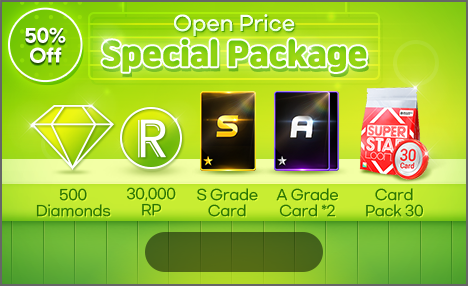 50%
Off
Open Price
Special Package
R
S
A
SUPER
STAR
30
Card
500
Diamonds
30,000
RP
S Grade
Card
A Grade
Card *2
Card
Pack 30